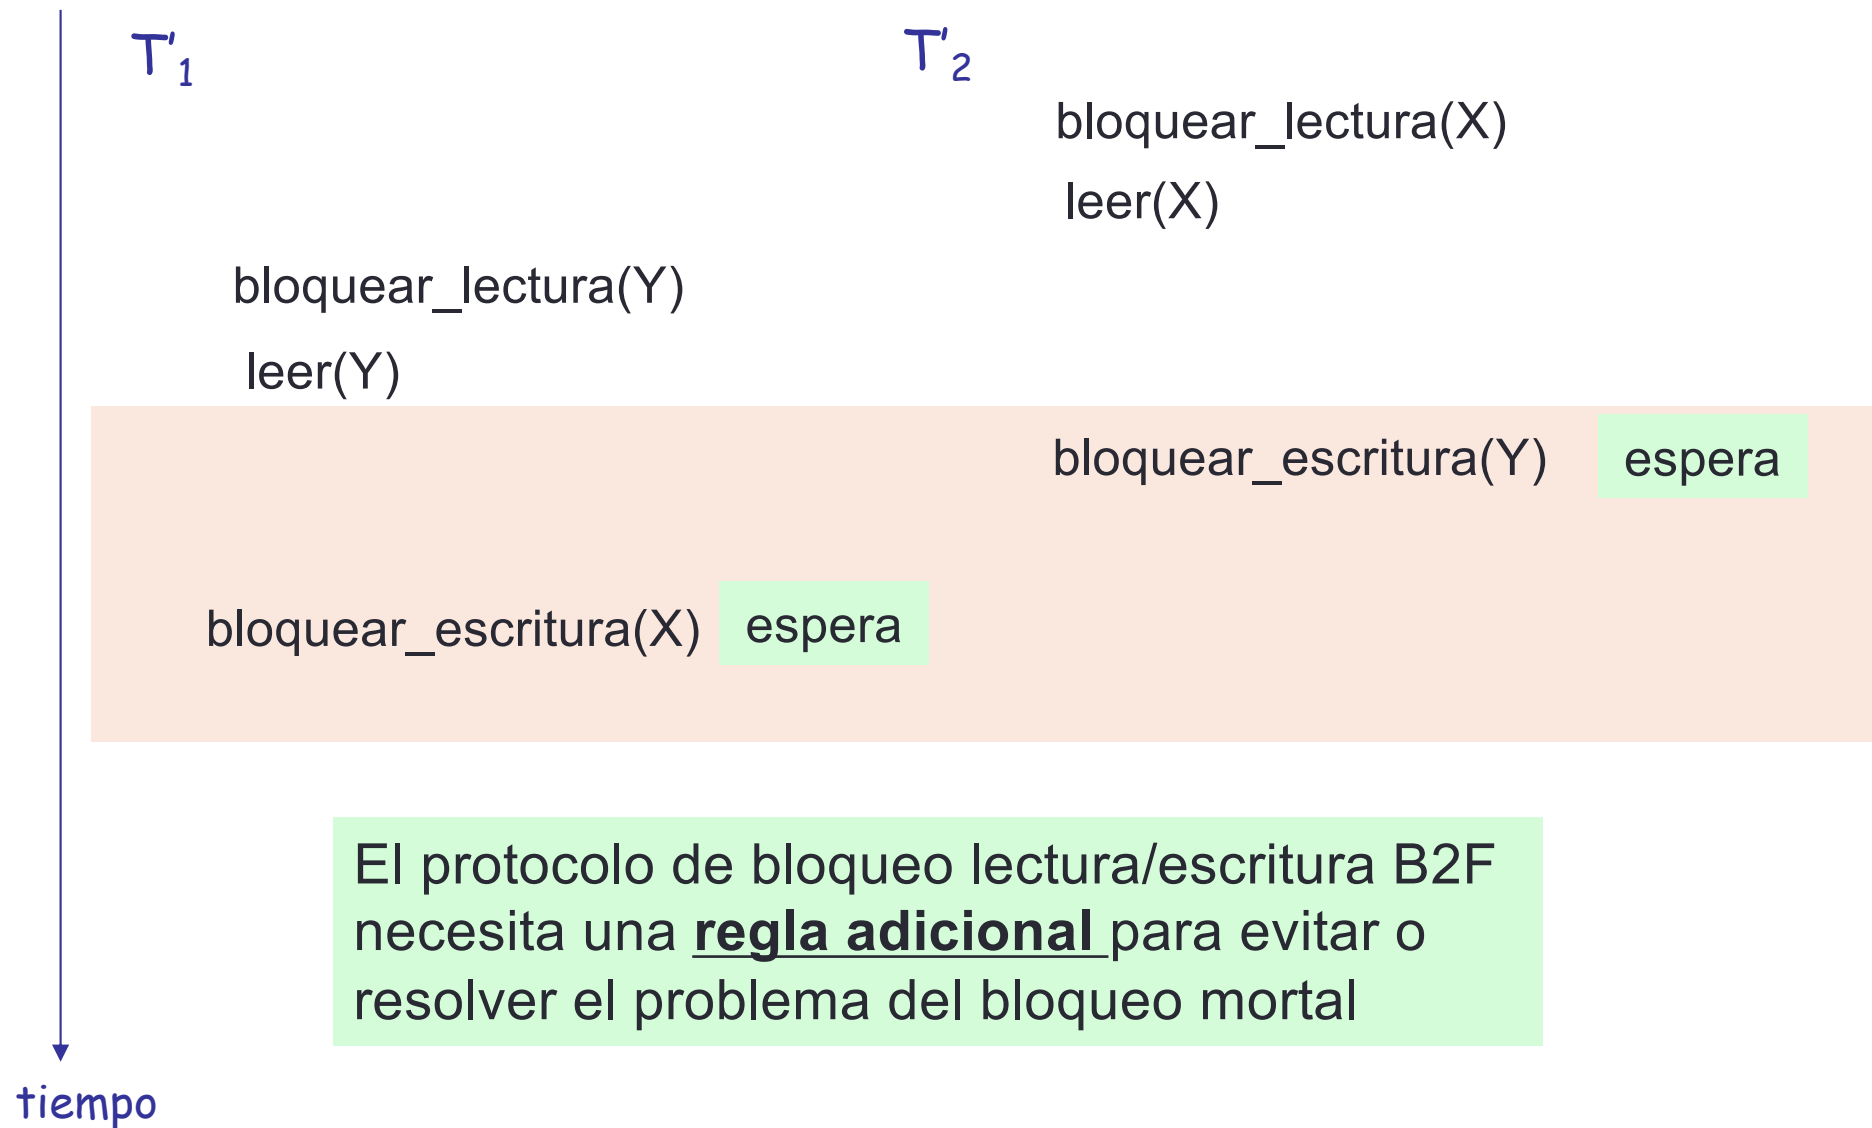 T'1 T'2
bloquear_lectura(X)
leer(X)
bloquear_lectura(Y)
leer(Y)
bloquear_escritura(Y) espera
bloquear_escritura(X) espera
El protocolo de bloqueo lectura/escritura B2F
necesita una regla adicional para evitar o
resolver el problema del bloqueo mortal
tiempo